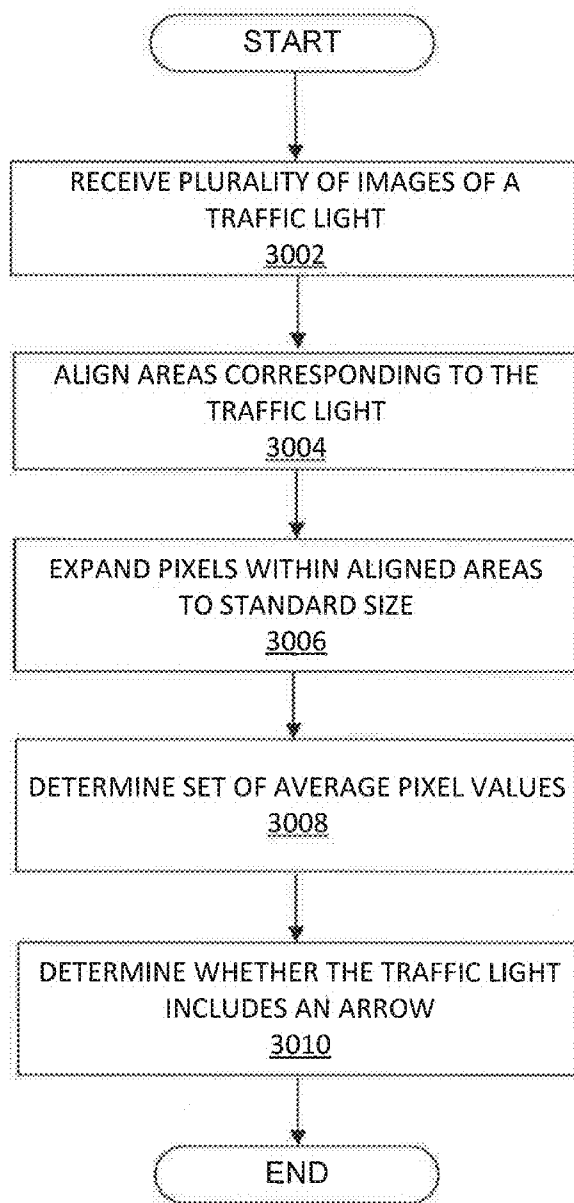 START
RECEIVE PLURALITY OF IMAGES OF A
TRAFFIC LIGHT
3002
ALIGN AREAS CORRESPONDING TO THE
TRAFFIC LIGHT
3004
EXPAND PIXELS WITHIN ALIGNED AREAS
TO STANDARD SIZE
3006
DETERMINE SET OF AVERAGE PIXEL VALUES
3008
DETERMINE WHETHER THE TRAFFIC LIGHT
INCLUDES AN ARROW
3010
END